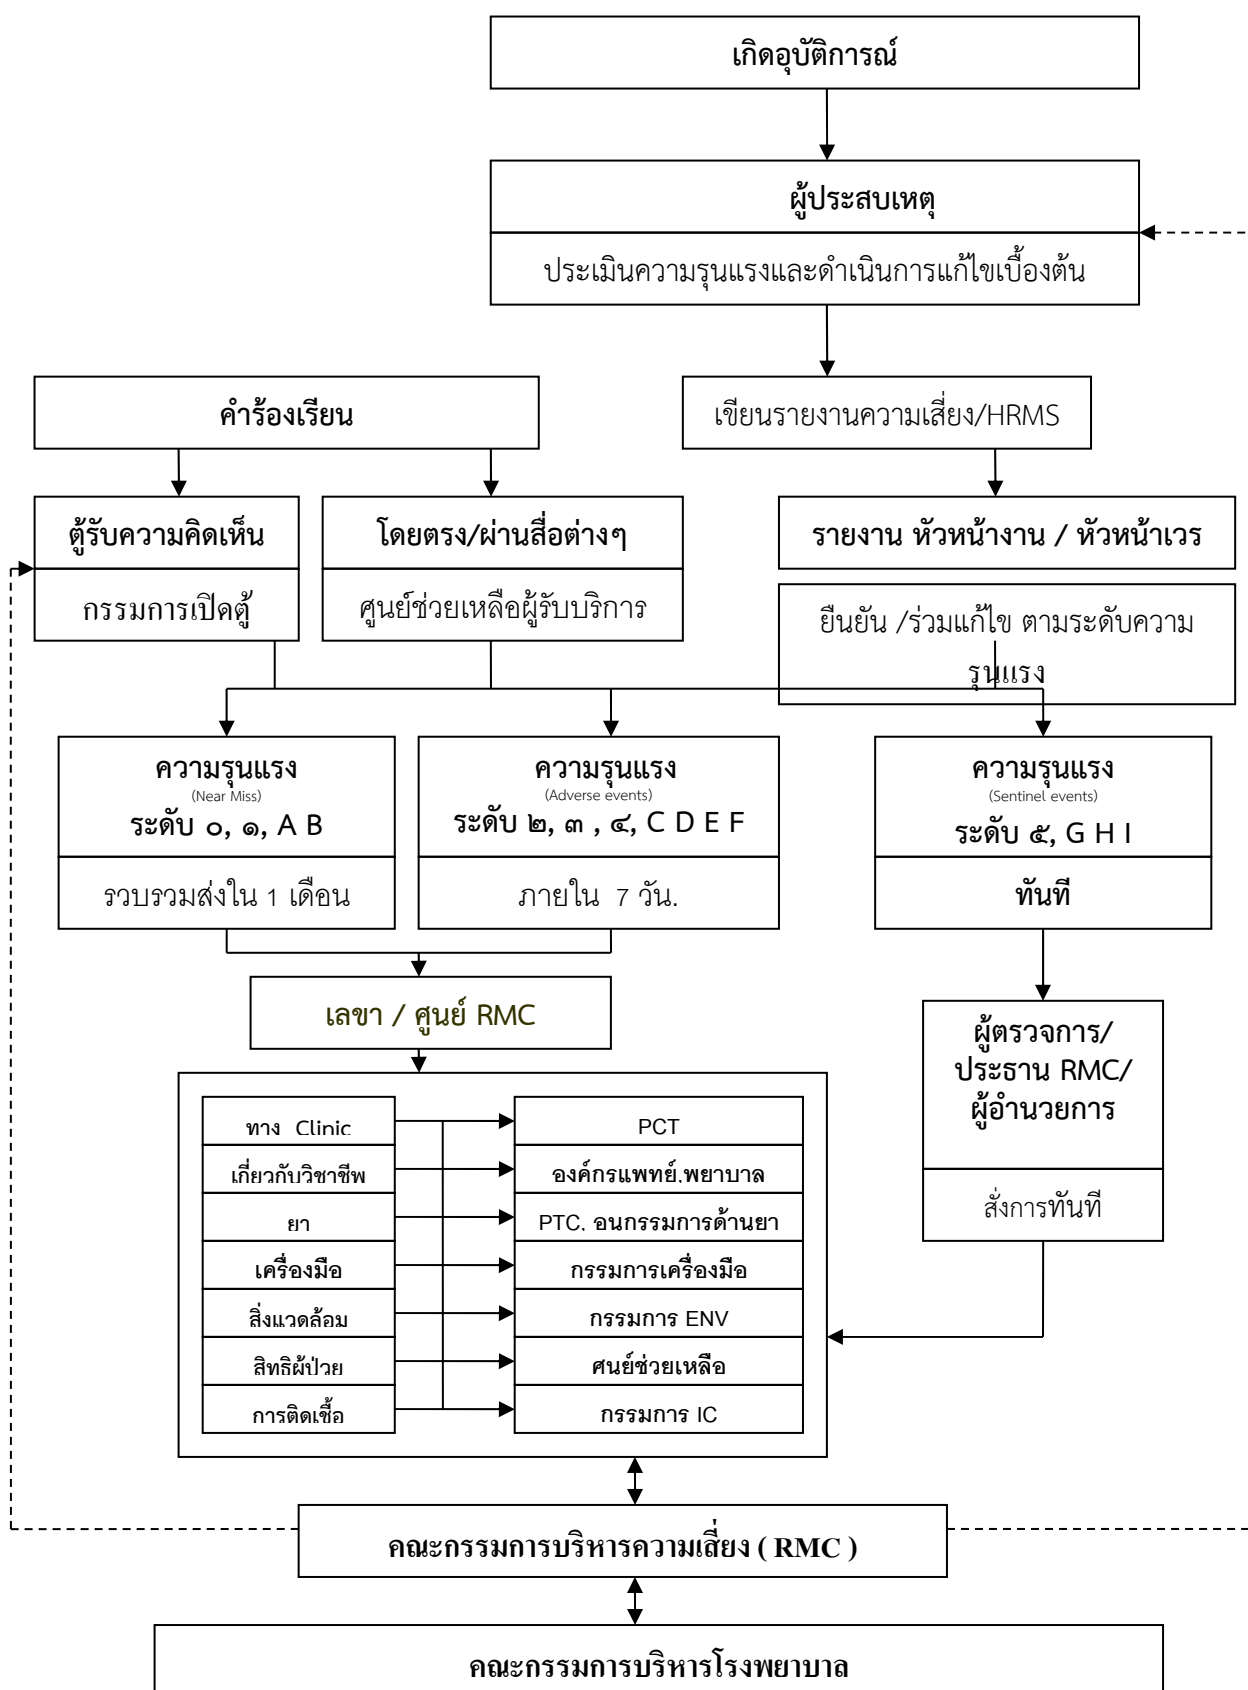 เกิดอุบัติการณ์
ผู้ประสบเหตุ
ประเมินความรุนแรงและดำเนินการแก้ไขเบื้องต้น
คำร้องเรียน
เขียนรายงานความเสี่ยง/HRMS
ตู้รับความคิดเห็น
กรรมการเปิดตู้
โดยตรง/ผ่านสื่อต่างๆ
ศูนย์ช่วยเหลือผู้รับบริการ
รายงาน หัวหน้างาน / หัวหน้าเวร
ยืนยัน /ร่วมแก้ไข ตามระดับความ
รุนแรง
ความรุนแรง
(Near Miss)
ระดับ ๐, ๑, A B
รวบรวมส่งใน 1 เดือน
ความรุนแรง
(Adverse events)
ระดับ ๒, ๓ , ๔, C D E F
ภายใน 7 วัน.
ความรุนแรง
(Sentinel events)
ระดับ ๕, G H I
ทันที
เลขา / ศูนย์ RMC
ผู้ตรวจการ/
ประธาน RMC/
ผู้อำนวยการ
สั่งการทันที
ทาง Clinic
PCT
เกี่ยวกับวิชาชีพ
องค์กรแพทย์,พยาบาล
ยา
PTC, อนุกรรมการด้านยา
เครื่องมือ
กรรมการเครื่องมือ
สิ่งแวดล้อม
กรรมการ ENV
สิทธิผู้ป่วย
ศูนย์ช่วยเหลือ
การติดเชื้อ
กรรมการ IC
คณะกรรมการบริหารความเสี่ยง ( RMC )
คณะกรรมการบริหารโรงพยาบาล